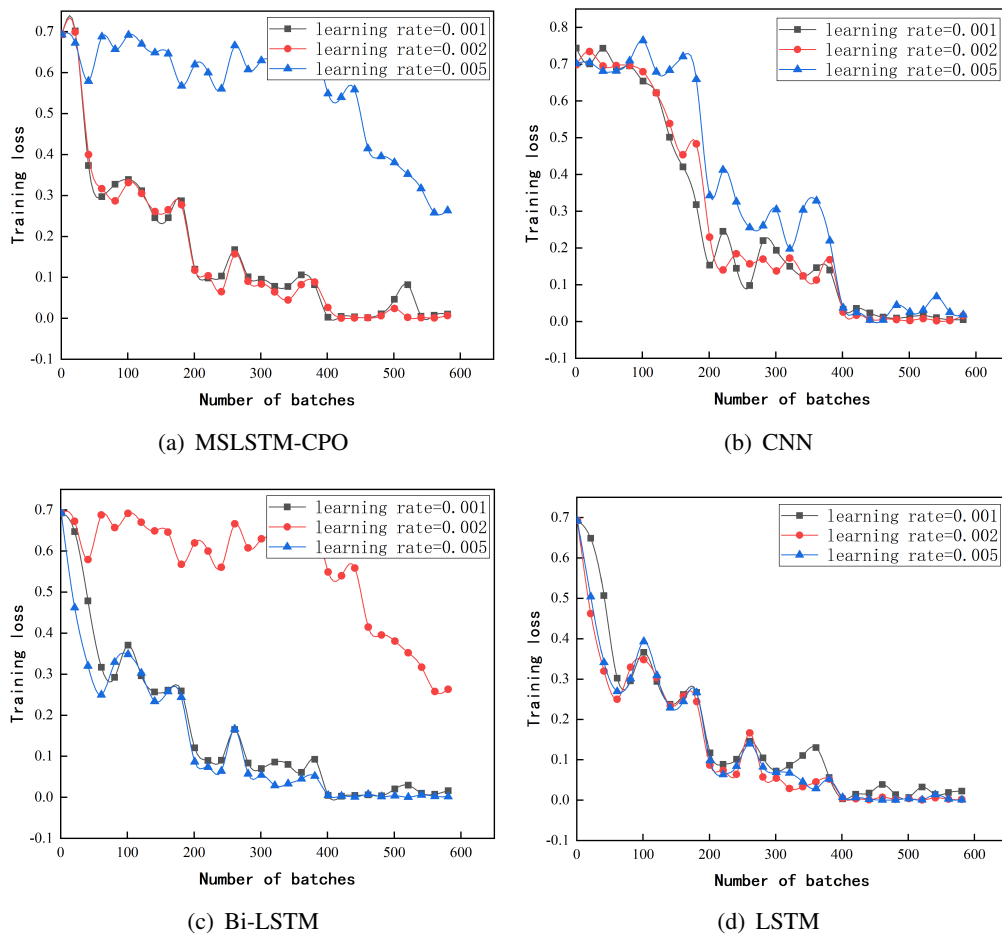 0.8
0.7
0.6
0.5
0.4
0.3
0.2
0.1
0.0
-0.1
0 100 200 300 400 500 600
Training loss
Number of batches
learning rate=0.001
learning rate=0.002
learning rate=0.005
(a) MSLSTM-CPO
0.8
0.7
0.6
0.5
0.4
0.3
0.2
0.1
0.0
-0.1
0 100 200 300 400 500 600
Training loss
Number of batches
learning rate=0.001
learning rate=0.002
learning rate=0.005
(b) CNN
0.7
0.6
0.5
0.4
0.3
0.2
0.1
0.0
-0.1
0 100 200 300 400 500 600
Training loss
Number of batches
learning rate=0.001
learning rate=0.002
learning rate=0.005
(c) Bi-LSTM
0.7
0.6
0.5
0.4
0.3
0.2
0.1
0.0
-0.1
0 100 200 300 400 500 600
Training loss
Number of batches
learning rate=0.001
learning rate=0.002
learning rate=0.005
(d) LSTM